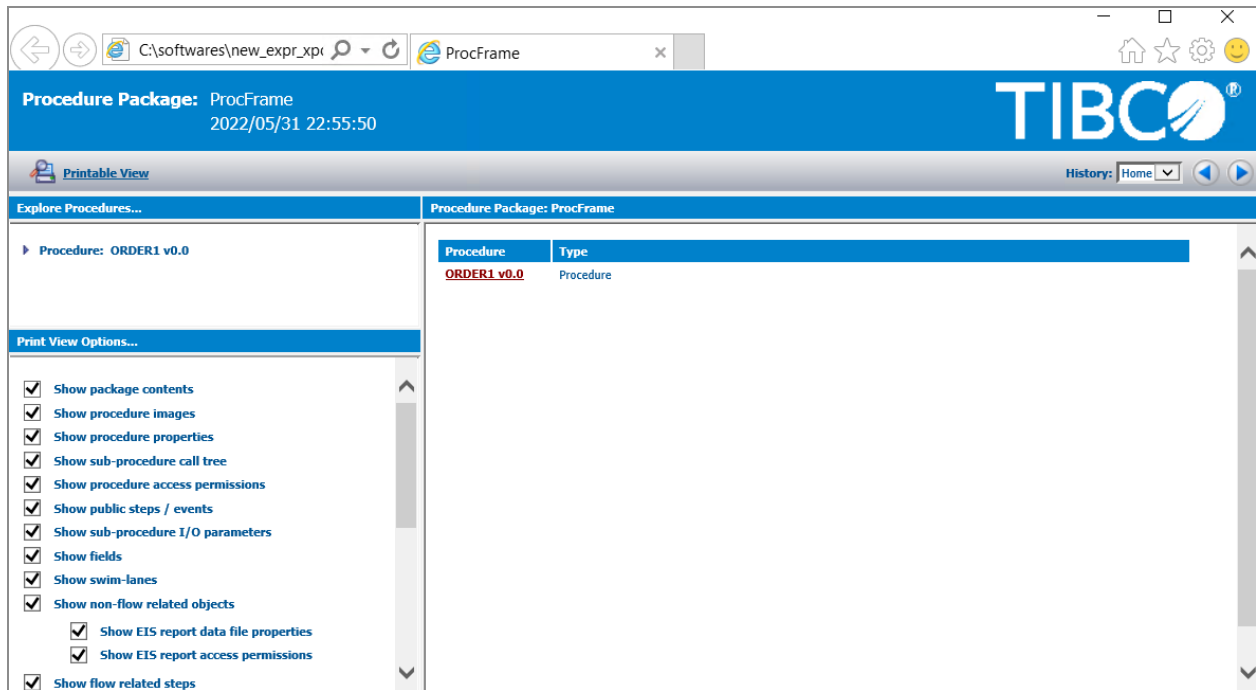 C:\softwares\new_expr_xp
ProcFrame
Procedure Package: ProcFrame
2022/05/31 22:55:50
TIBCO®
Printable View
History: Home
Explore Procedures...
Procedure Package: ProcFrame
Procedure: ORDER1 v0.0
Procedure Type
ORDER1 v0.0 Procedure
Print View Options...
Show package contents
Show procedure images
Show procedure properties
Show sub-procedure call tree
Show procedure access permissions
Show public steps / events
Show sub-procedure I/O parameters
Show fields
Show swim-lanes
Show non-flow related objects
Show EIS report data file properties
Show EIS report access permissions
Show flow related steps